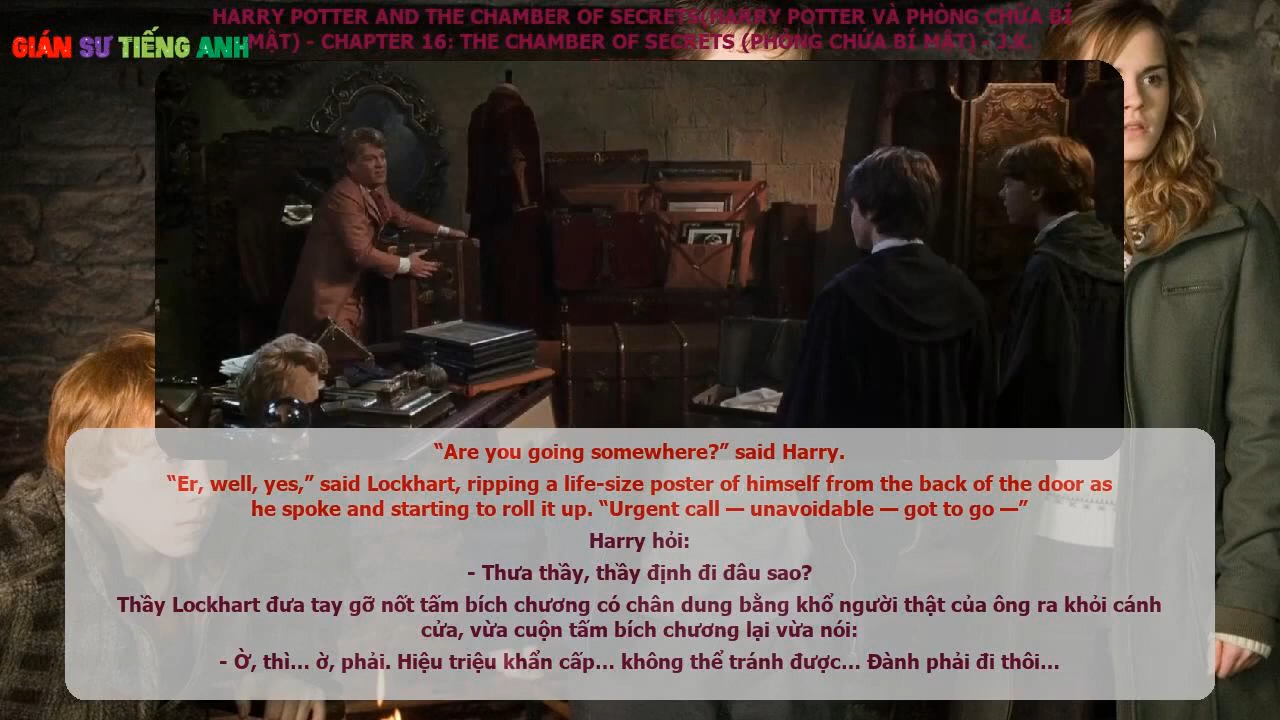 HARRY POTTER AND THE CHAMBER OF SECRETS(HARRY POTTER VÀ PHÒNG CHỨA BÍ
GIÁN SƯ TIẾNG ANH
MẬT) - CHAPTER 16: THE CHAMBER OF SECRETS (PHÒNG CHỨA BÍ MẬT) - J.K.
“Are you going somewhere?” said Harry.
“Er, well, yes,” said Lockhart, ripping a life-size poster of himself from the back of the door as
he spoke and starting to roll it up. “Urgent call — unavoidable — got to go —”
Harry hỏi:
- Thưa thầy, thầy định đi đâu sao?
Thầy Lockhart đưa tay gỡ nốt tấm bích chương có chân dung bằng khổ người thật của ông ra khỏi cánh
cửa, vừa cuộn tấm bích chương lại vừa nói:
- Ờ, thì... ờ, phải. Hiệu triệu khẩn cấp... không thể tránh được... Đành phải đi thôi...